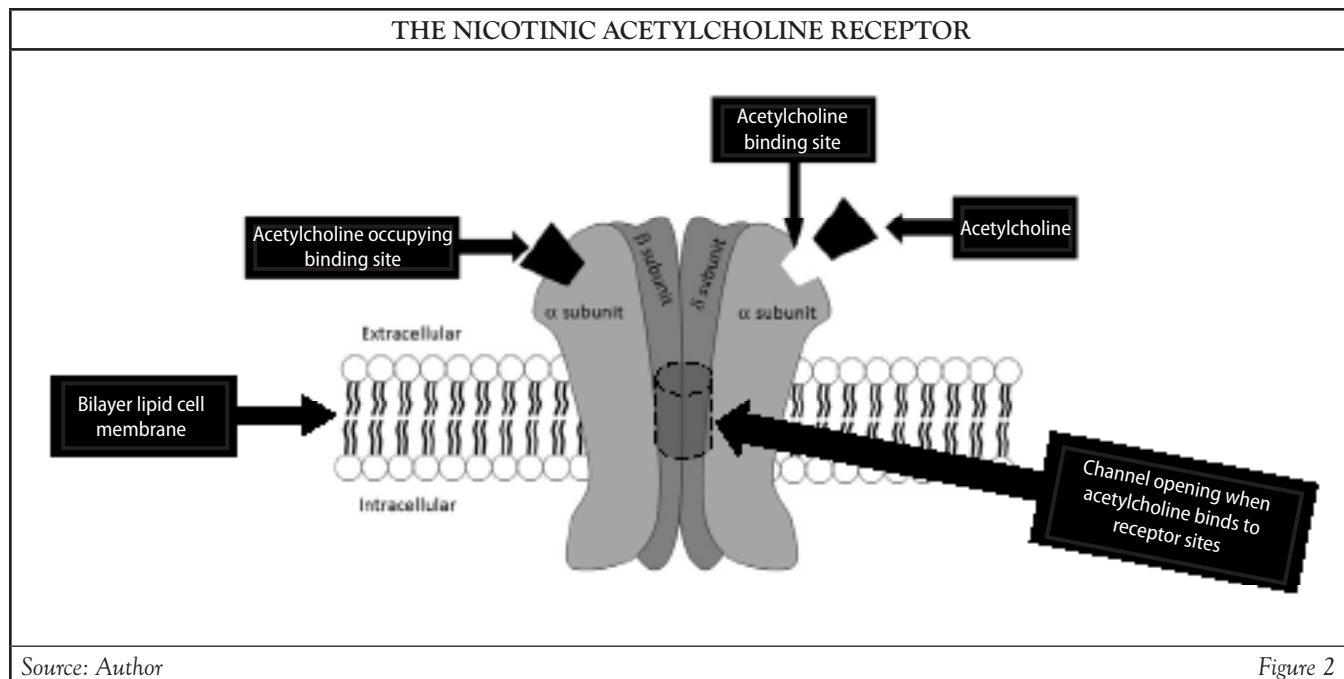 THE NICOTINIC ACETYLCHOLINE RECEPTOR
Acetylcholine
binding site
Acetylcholine occupying
binding site
Acetylcholine
β subunit
δ subunit
α subunit
α subunit
Extracellular
Bilayer lipid cell
membrane
Intracellular
Channel opening when
acetylcholine binds to
receptor sites
Source: Author
Figure 2